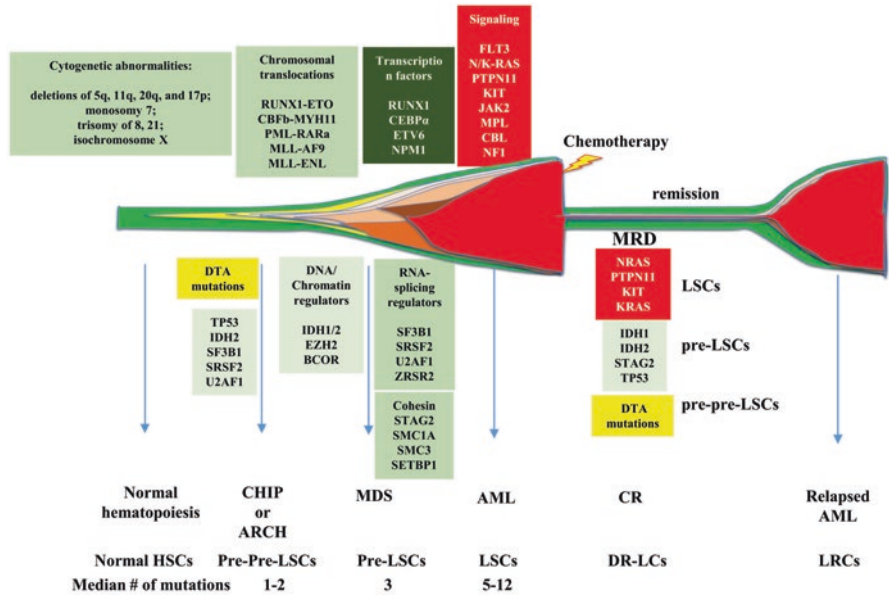 Cytogenetic abnormalities:
deletions of 5q, 11q, 20q, and 17p;
monosomy 7;
trisomy of 8, 21;
isochromosome X
Chromosomal
translocations
RUNX1-ETO
CBFb-MYH11
PML-RARa
MLL-AF9
MLL-ENL
Transcriptio
n factors
RUNX1
CEBPα
ETV6
NPM1
Signaling
FLT3
N/K-RAS
PTPN11
KIT
JAK2
MPL
CBL
NF1
Chemotherapy
remission
DTA
mutations
TP53
IDH2
SF3B1
SRSF2
U2AF1
DNA/
Chromatin
regulators
IDH1/2
EZH2
BCOR
RNA-
splicing
regulators
SF3B1
SRSF2
U2AF1
ZRSR2
Cohesin
STAG2
SMC1A
SMC3
SETBP1
MRD
NRAS
PTPN11
KIT
KRAS
LSCs
IDH1
IDH2
STAG2
TP53
pre-LSCs
DTA
mutations
pre-pre-LSCs
Normal
hematopoiesis
CHIP
or
ARCH
MDS
AML
CR
Relapsed
AML
Normal HSCs Pre-Pre-LSCs Pre-LSCs LSCs DR-LCs LRCs
Median # of mutations 1-2 3 5-12